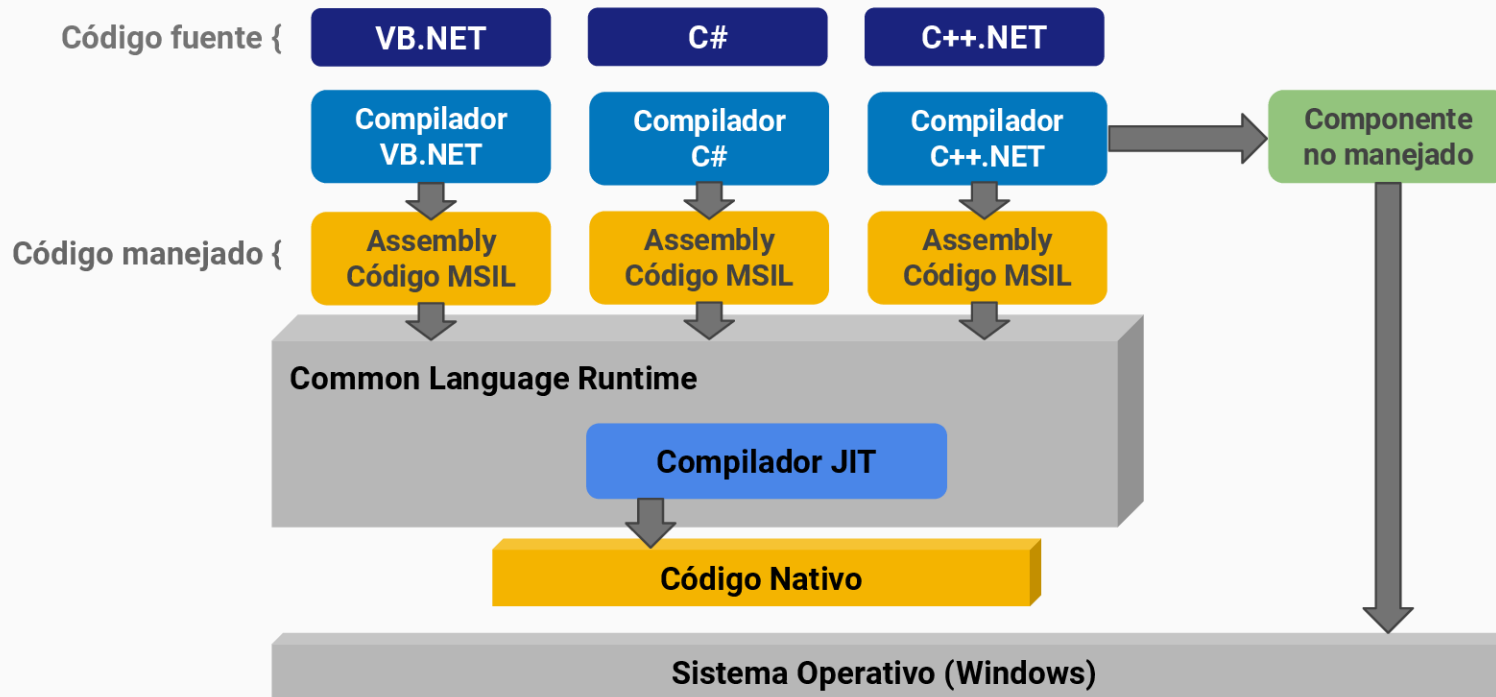 Código fuente {
VB.NET
C#
C++.NET
Compilador
VB.NET
Compilador
C#
Compilador
C++.NET
Componente
no manejado
Código manejado {
Assembly
Código MSIL
Assembly
Código MSIL
Assembly
Código MSIL
Common Language Runtime
Compilador JIT
Código Nativo
Sistema Operativo (Windows)